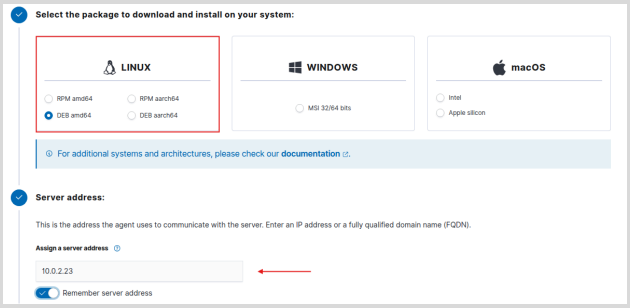 Select the package to download and install on your system:
LINUX
RPM amd64
RPM aarch64
DEB amd64
DEB aarch64
WINDOWS
MSI 32/64 bits
macOS
Intel
Apple silicon
For additional systems and architectures, please check our documentation.
Server address:
This is the address the agent uses to communicate with the server. Enter an IP address or a fully qualified domain name (FQDN).
Assign a server address
10.0.2.23
Remember server address